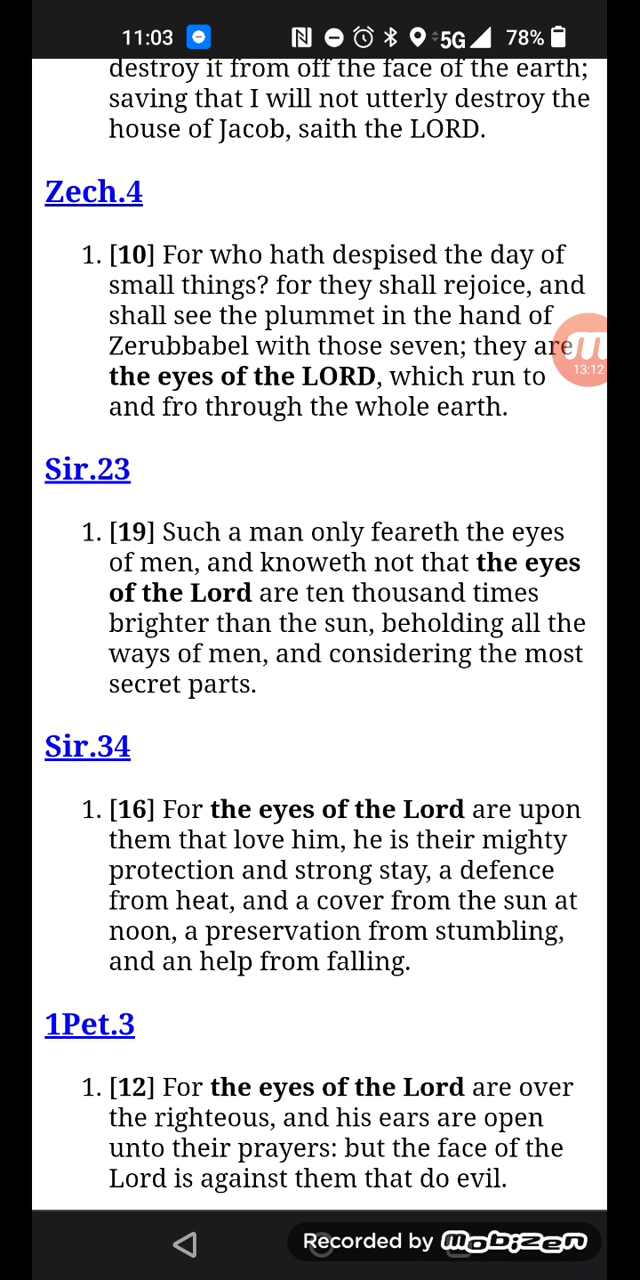 11:03 5G 78%
destroy it from off the face of the earth;
saving that I will not utterly destroy the
house of Jacob, saith the LORD.
Zech.4
1. [10] For who hath despised the day of
small things? for they shall rejoice, and
shall see the plummet in the hand of
Zerubbabel with those seven; they are
the eyes of the LORD, which run to
and fro through the whole earth.
m
13:12
Sir.23
1. [19] Such a man only feareth the eyes
of men, and knoweth not that the eyes
of the Lord are ten thousand times
brighter than the sun, beholding all the
ways of men, and considering the most
secret parts.
Sir.34
1. [16] For the eyes of the Lord are upon
them that love him, he is their mighty
protection and strong stay, a defence
from heat, and a cover from the sun at
noon, a preservation from stumbling,
and an help from falling.
1Pet.3
1. [12] For the eyes of the Lord are over
the righteous, and his ears are open
unto their prayers: but the face of the
Lord is against them that do evil.
Recorded by Mobizen